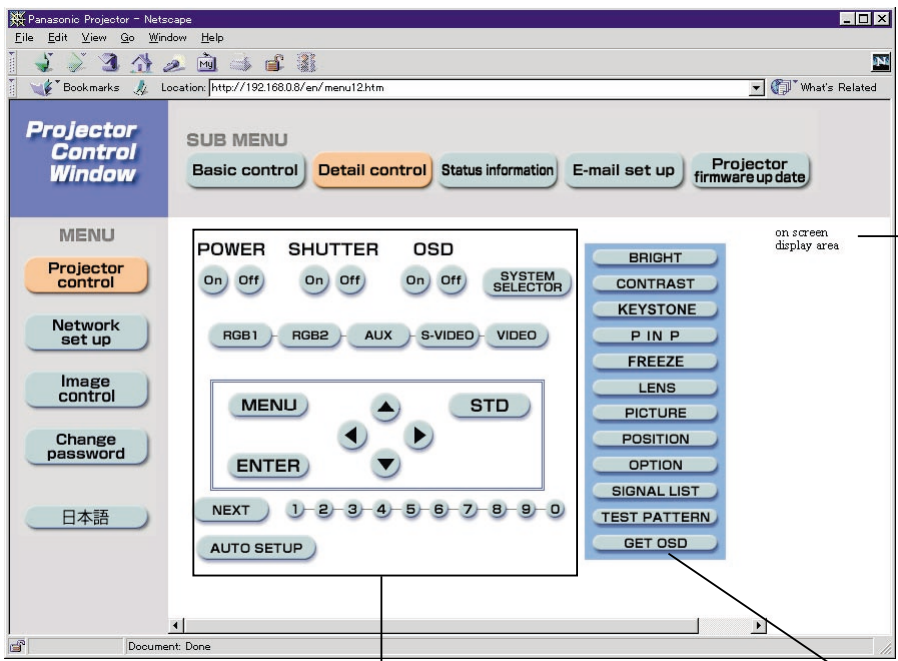 Panasonic Projector - Netscape
File Edit View Go Window Help
My
N
Bookmarks Location: http://192.168.0.8/en/menu12.htm What's Related
Projector
Control
Window
SUB MENU
Basic control Detail control Status information E-mail set up Projector
firmware up date
MENU
Projector
control
Network
set up
Image
control
Change
password
日本語
POWER SHUTTER OSD
On Off On Off On Off SYSTEM
SELECTOR
RGB1 RGB2 AUX S-VIDEO VIDEO
MENU STD
ENTER
NEXT 1 2 3 4 5 6 7 8 9 0
AUTO SETUP
BRIGHT
CONTRAST
KEYSTONE
P IN P
FREEZE
LENS
PICTURE
POSITION
OPTION
SIGNAL LIST
TEST PATTERN
GET OSD
on screen
display area
Document: Done